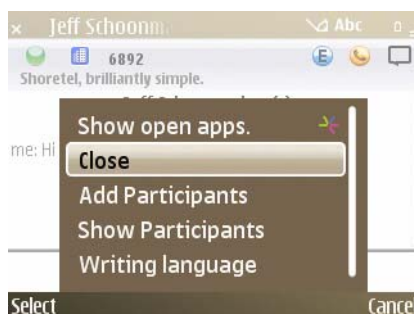 × Jeff Schoonm
Abc
6892
Shoretel, brilliantly simple.
me: Hi
Show open apps.
Close
Add Participants
Show Participants
Writing language
Select
Cance